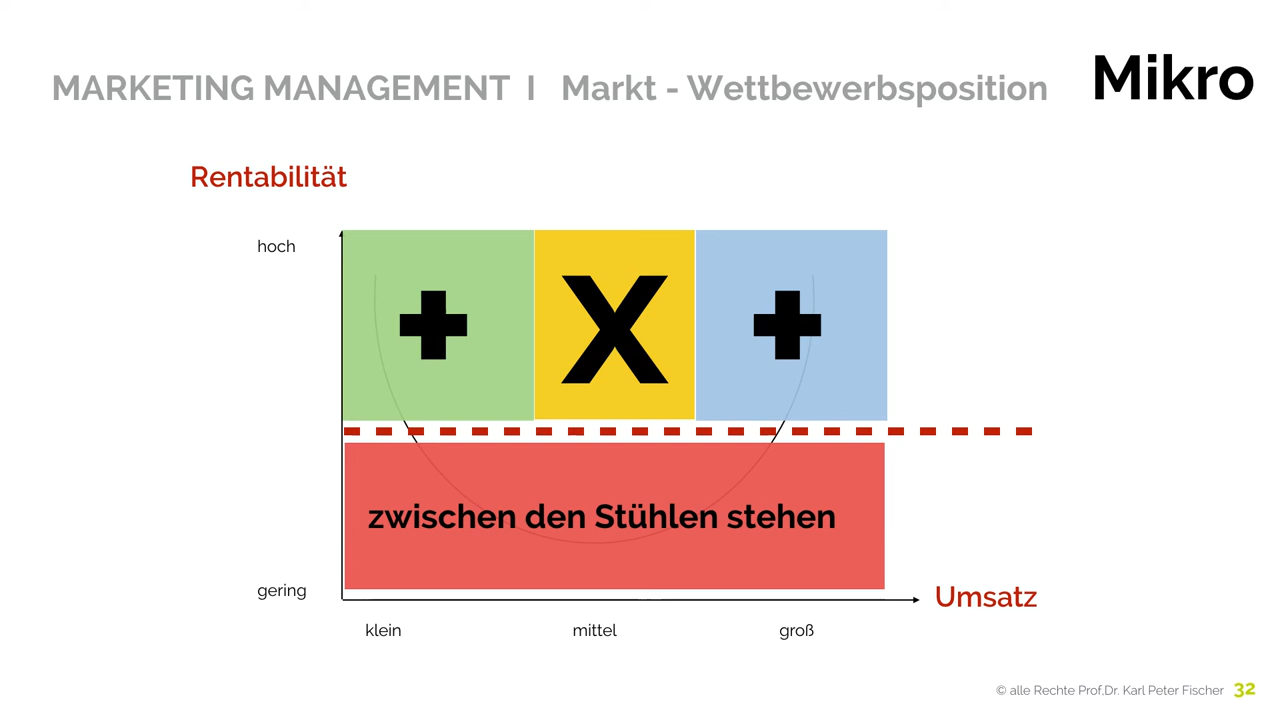 MARKETING MANAGEMENT I Markt - Wettbewerbsposition
Mikro
Rentabilität
hoch
+ X +
zwischen den Stühlen stehen
gering
Umsatz
klein mittel groß
© alle Rechte Prof.Dr. Karl Peter Fischer 32